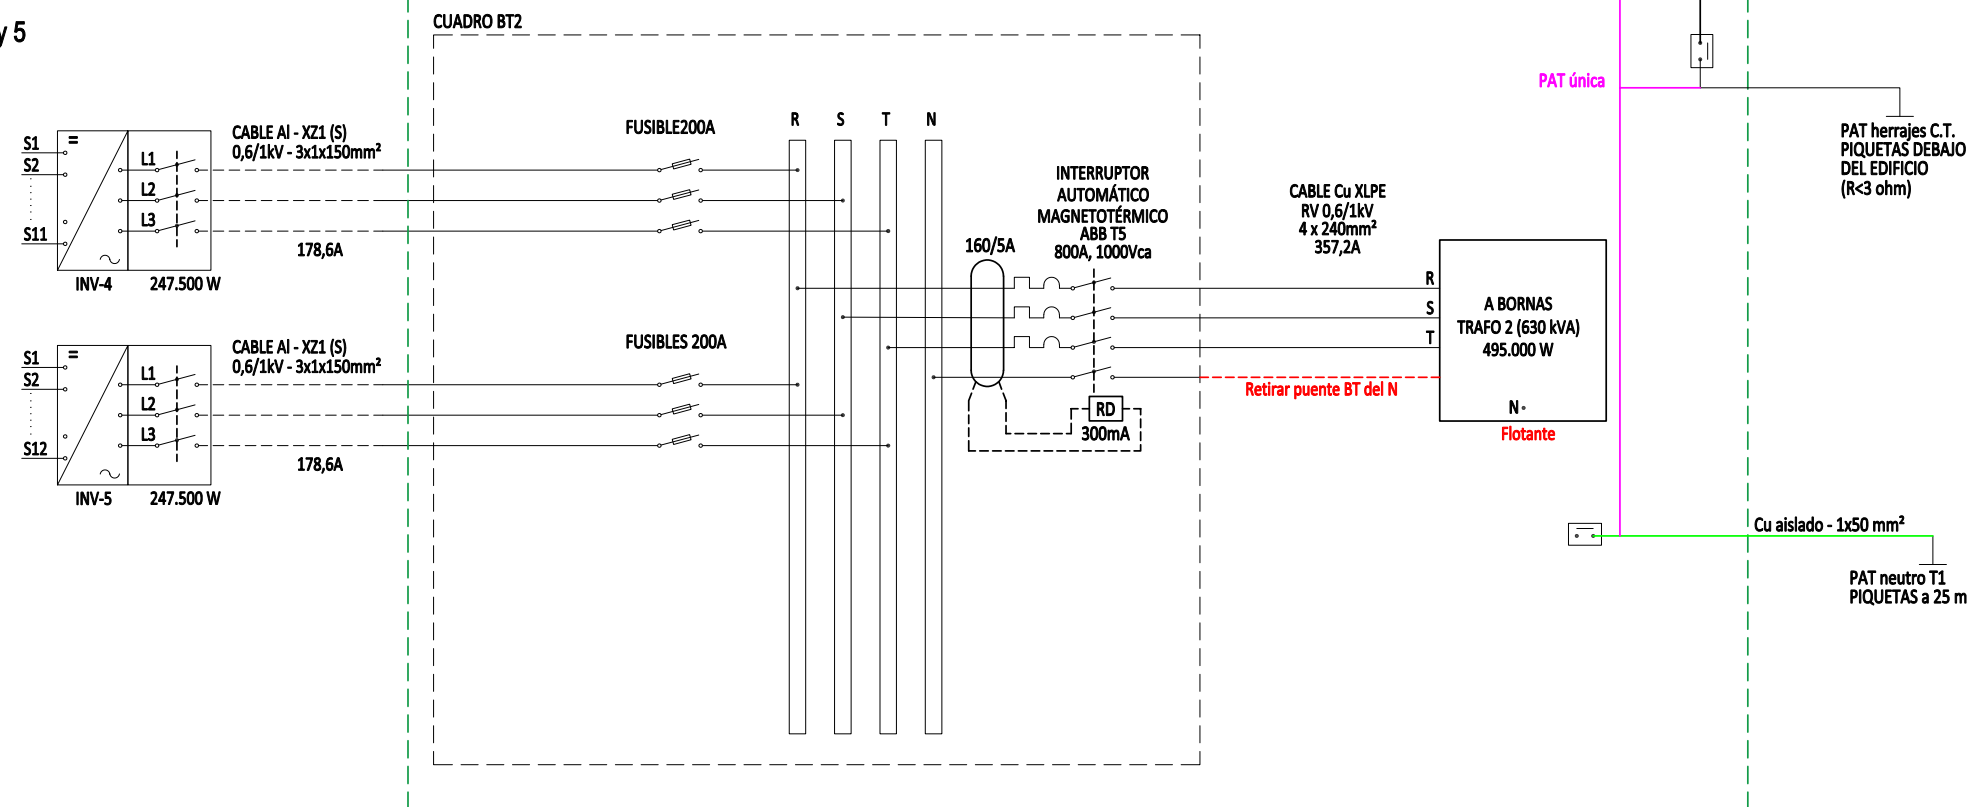 y 5
CUADRO BT2
S1
S2
S11
=
L1
L2
L3
INV-4
247.500 W
CABLE Al - XZ1 (S)
0,6/1kV - 3x1x150mm²
178,6A
FUSIBLE200A
R
S
T
N
S1
S2
S12
=
L1
L2
L3
INV-5
247.500 W
CABLE Al - XZ1 (S)
0,6/1kV - 3x1x150mm²
178,6A
FUSIBLES 200A
160/5A
INTERRUPTOR
AUTOMÁTICO
MAGNETOTÉRMICO
ABB T5
800A, 1000Vca
RD
300mA
CABLE Cu XLPE
RV 0,6/1kV
4 x 240mm²
357,2A
Retirar puente BT del N
R
S
T
A BORNAS
TRAFO 2 (630 kVA)
495.000 W
N
Flotante
PAT única
PAT herrajes C.T.
PIQUETAS DEBAJO
DEL EDIFICIO
(R<3 ohm)
Cu aislado - 1x50 mm²
PAT neutro T1
PIQUETAS a 25 m